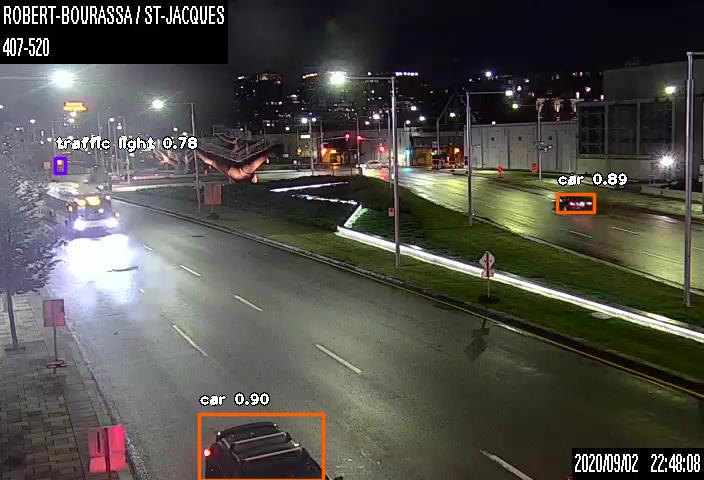 ROBERT-BOURASSA / ST-JACQUES
407-520
traffic light 0.78
car 0.89
car 0.90
2020/09/02 22:48:08